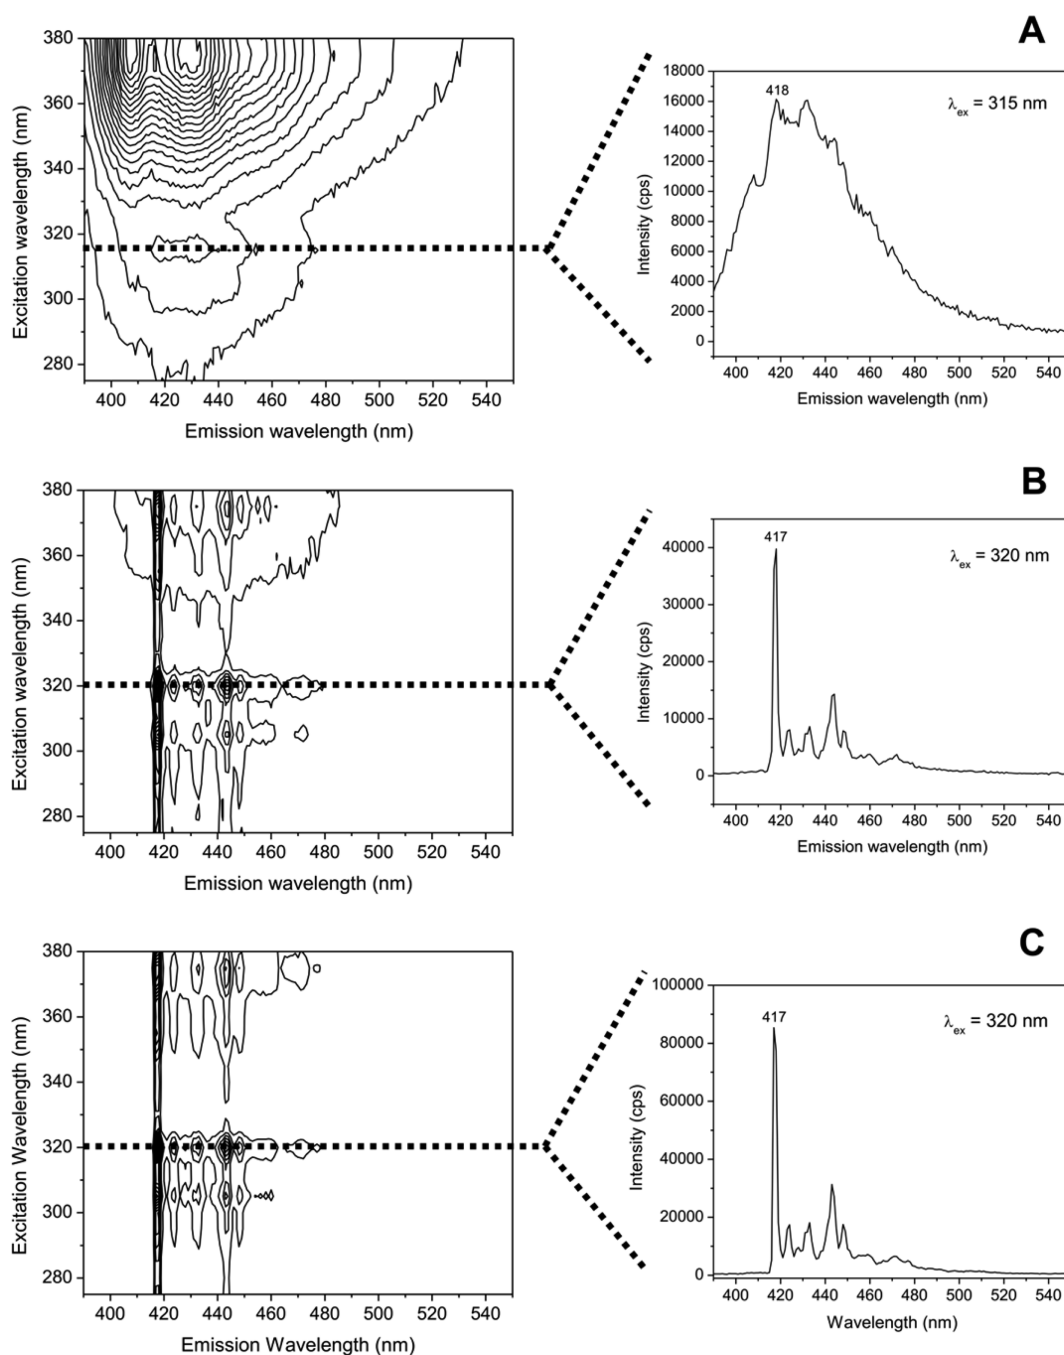 A
380
360
340
320
300
280
Excitation wavelength (nm)
400 420 440 460 480 500 520 540
Emission wavelength (nm)
18000
16000
14000
12000
10000
8000
6000
4000
2000
0
Intensity (cps)
418
λex = 315 nm
400 420 440 460 480 500 520 540
Emission wavelength (nm)
B
380
360
340
320
300
280
Excitation wavelength (nm)
400 420 440 460 480 500 520 540
Emission wavelength (nm)
40000
30000
20000
10000
0
Intensity (cps)
417
λex = 320 nm
400 420 440 460 480 500 520 540
Emission wavelength (nm)
C
380
360
340
320
300
280
Excitation Wavelength (nm)
400 420 440 460 480 500 520 540
Emission Wavelength (nm)
100000
80000
60000
40000
20000
0
Intensity (cps)
417
λex = 320 nm
400 420 440 460 480 500 520 540
Wavelength (nm)